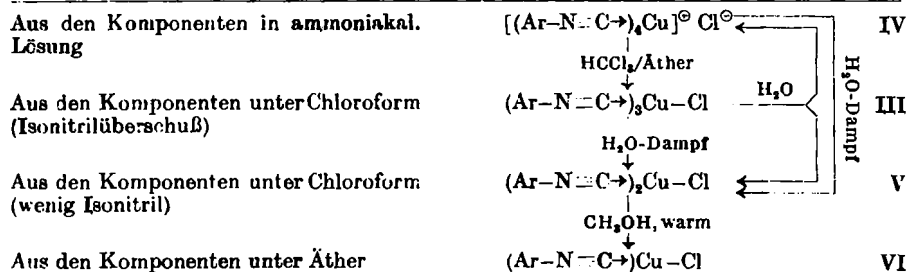 Aus den Komponenten in ammoniakal. [(Ar–N=C→)₄Cu]⊕ Cl⊖ IV
Lösung
HCCl₃/Äther
Aus den Komponenten unter Chloroform (Ar–N=C→)₃Cu–Cl H₂O III
(Isonitrilüberschuß)
H₂O-Dampf
H₂O-Dampf
Aus den Komponenten unter Chloroform (Ar–N=C→)₂Cu–Cl V
(wenig Isonitril)
CH₃OH, warm
Aus den Komponenten unter Äther (Ar–N=C→)Cu–Cl VI